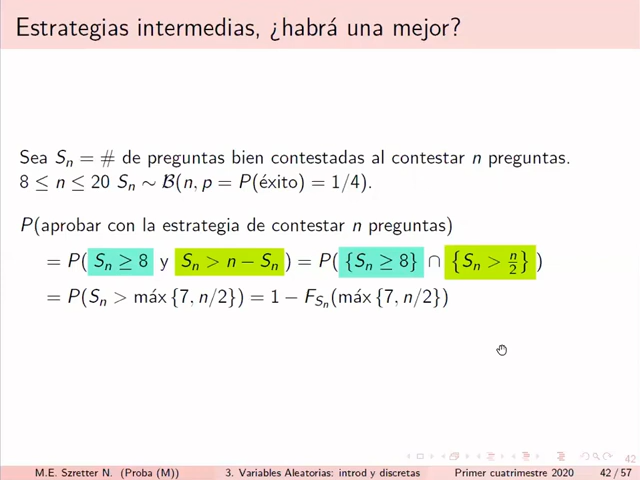 Estrategias intermedias, ¿habrá una mejor?
Sea Sₙ = # de preguntas bien contestadas al contestar n preguntas.
8 ≤ n ≤ 20 Sₙ ∼ B(n, p = P(éxito) = 1/4).
P(aprobar con la estrategia de contestar n preguntas)
= P( Sₙ ≥ 8 y Sₙ > n − Sₙ ) = P( {Sₙ ≥ 8} ∩ {Sₙ > n/2} )
= P(Sₙ > máx {7, n/2}) = 1 − F_{Sₙ}(máx {7, n/2})
42
M.E. Szretter N. (Proba (M)) 3. Variables Aleatorias: introd y discretas Primer cuatrimestre 2020 42 / 57